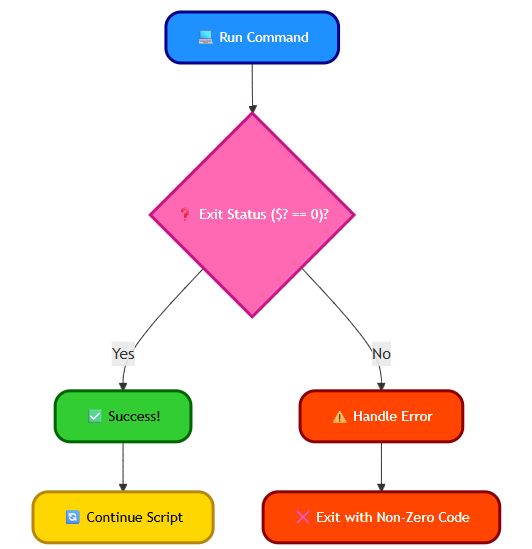 💻 Run Command
❓ Exit Status ($? == 0)?
Yes
No
✅ Success!
⚠️ Handle Error
🔄 Continue Script
❌ Exit with Non-Zero Code